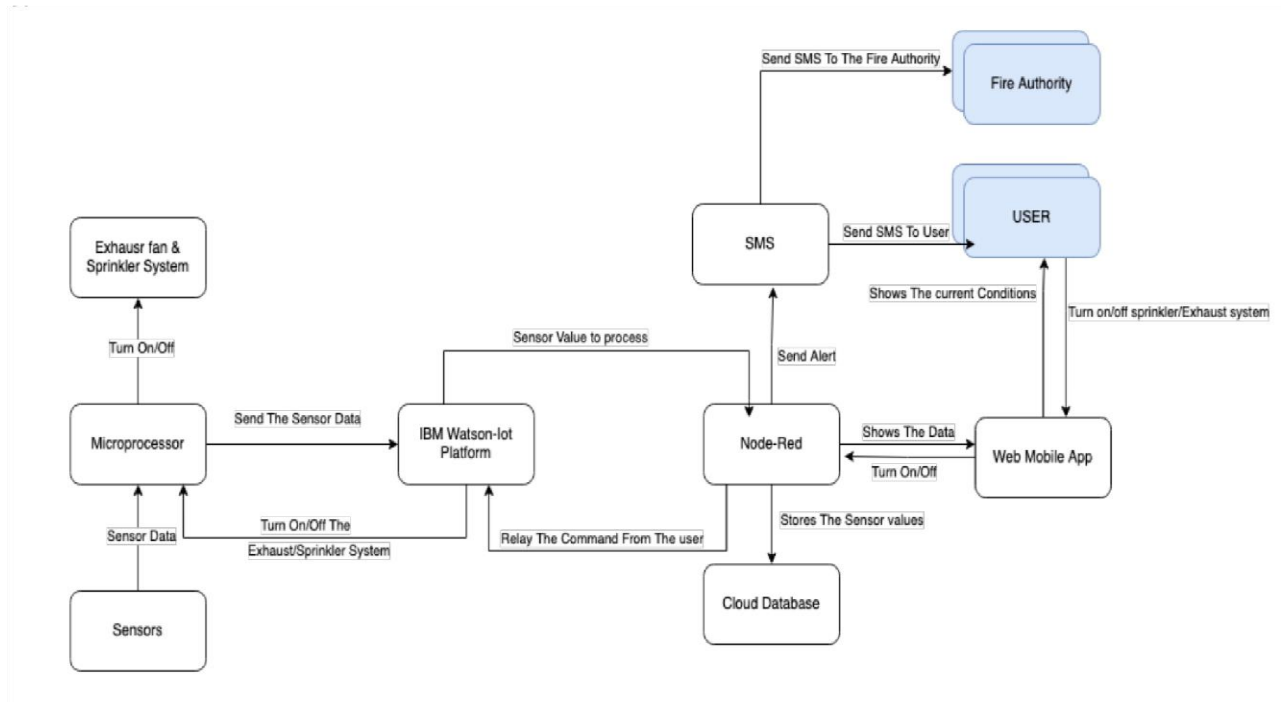 Send SMS To The Fire Authority
Fire Authority
USER
SMS
Send SMS To User
Exhausr fan &
Sprinkler System
Shows The current Conditions
Turn on/off sprinkler/Exhaust system
Sensor Value to process
Turn On/Off
Send Alert
Send The Sensor Data
Microprocessor
IBM Watson-Iot
Platform
Node-Red
Shows The Data
Web Mobile App
Turn On/Off
Sensor Data
Turn On/Off The
Exhaust/Sprinkler System
Relay The Command From The user
Stores The Sensor values
Cloud Database
Sensors